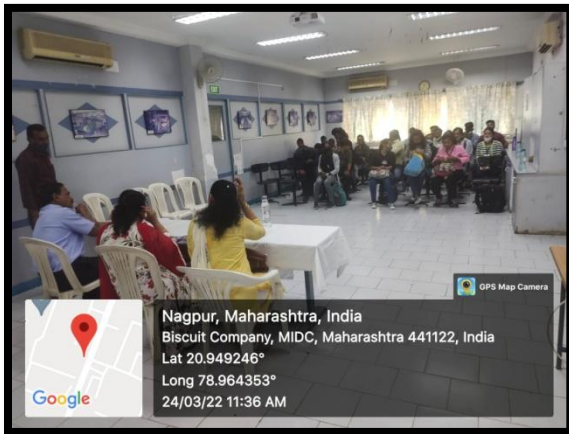 GPS Map Camera
Nagpur, Maharashtra, India
Biscuit Company, MIDC, Maharashtra 441122, India
Lat 20.949246°
Long 78.964353°
24/03/22 11:36 AM
Google